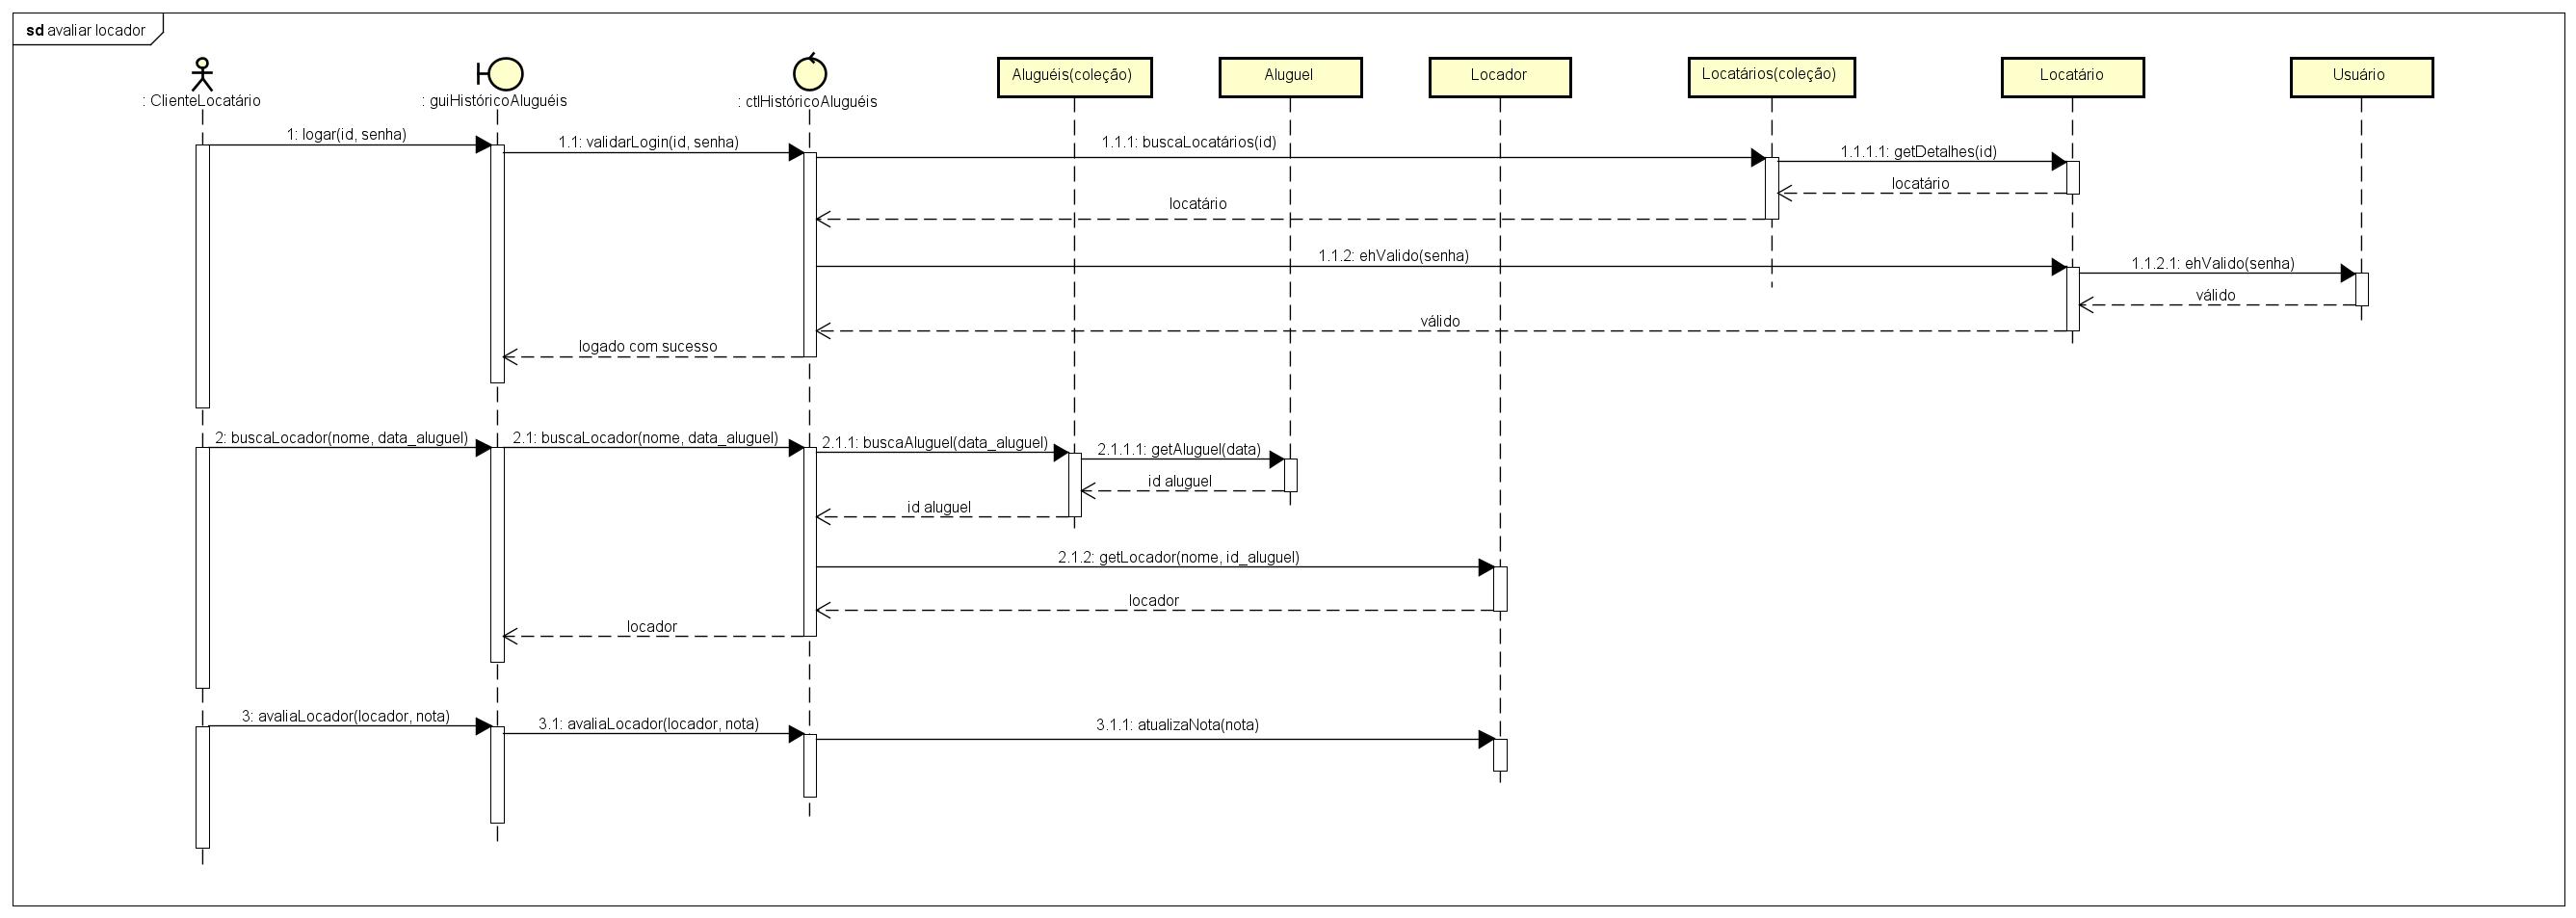 sd avaliar locador
: ClienteLocatário
: guiHistóricoAluguéis
: ctlHistóricoAluguéis
Aluguéis(coleção)
Aluguel
Locador
Locatários(coleção)
Locatário
Usuário
1: logar(id, senha)
1.1: validarLogin(id, senha)
1.1.1: buscaLocatários(id)
1.1.1.1: getDetalhes(id)
locatário
locatário
1.1.2: ehValido(senha)
1.1.2.1: ehValido(senha)
válido
válido
logado com sucesso
2: buscaLocador(nome, data_aluguel)
2.1: buscaLocador(nome, data_aluguel)
2.1.1: buscaAluguel(data_aluguel)
2.1.1.1: getAluguel(data)
id aluguel
id aluguel
2.1.2: getLocador(nome, id_aluguel)
locador
locador
3: avaliaLocador(locador, nota)
3.1: avaliaLocador(locador, nota)
3.1.1: atualizaNota(nota)